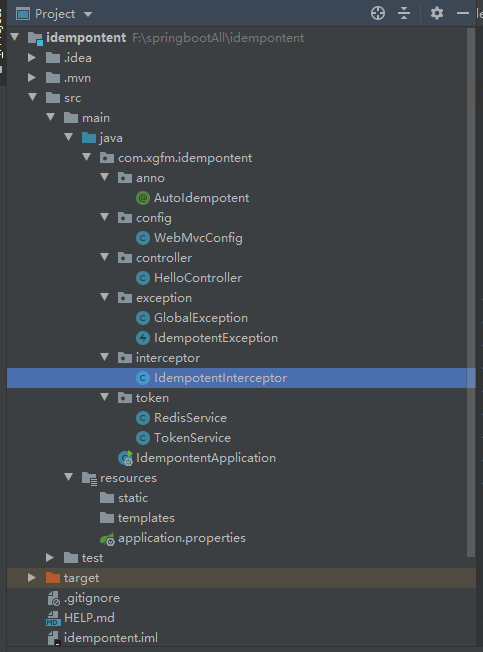 Project
idempontent F:\springbootAll\idempontent
.idea
.mvn
src
main
java
com.xgfm.idempontent
anno
AutoIdempotent
config
WebMvcConfig
controller
HelloController
exception
GlobalException
IdempotentException
interceptor
IdempotentInterceptor
token
RedisService
TokenService
IdempontentApplication
resources
static
templates
application.properties
test
target
.gitignore
HELP.md
idempontent.iml